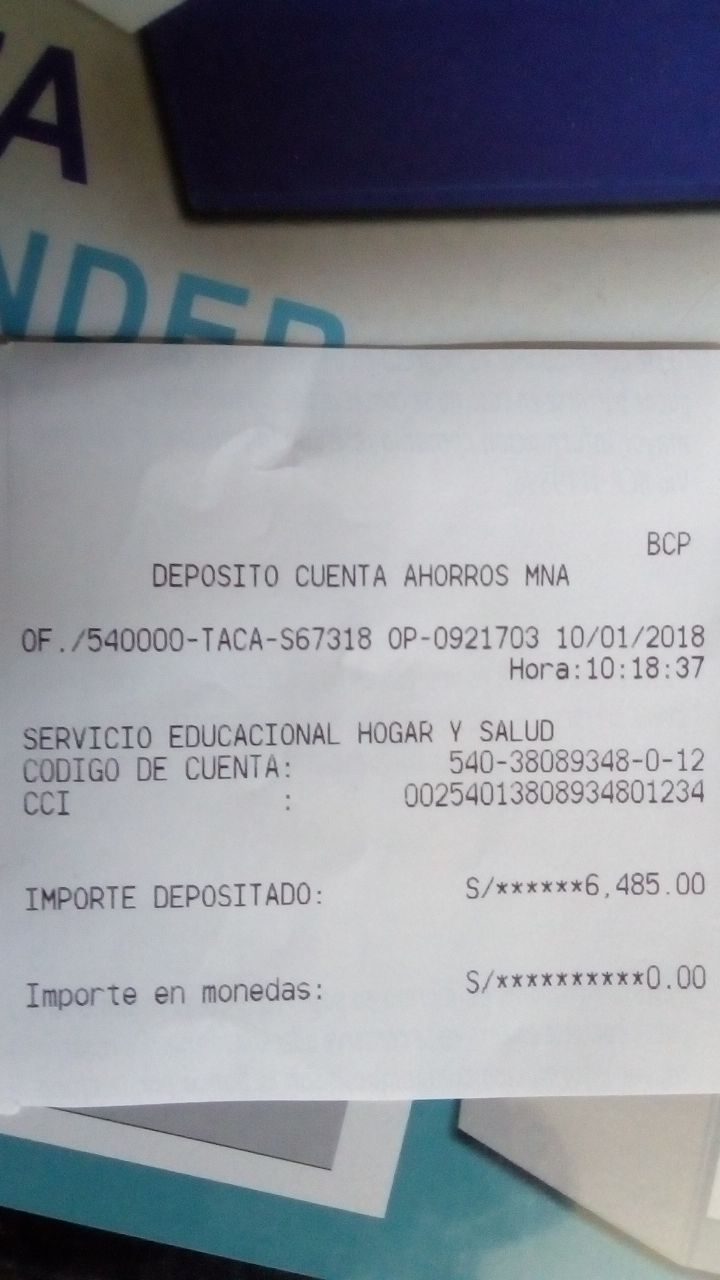 BCP
DEPOSITO CUENTA AHORROS MNA
OF./540000-TACA-S67318 OP-0921703 10/01/2018
Hora:10:18:37
SERVICIO EDUCACIONAL HOGAR Y SALUD
CODIGO DE CUENTA: 540-38089348-0-12
CCI : 00254013808934801234
IMPORTE DEPOSITADO: S/******6,485.00
Importe en monedas: S/**********0.00